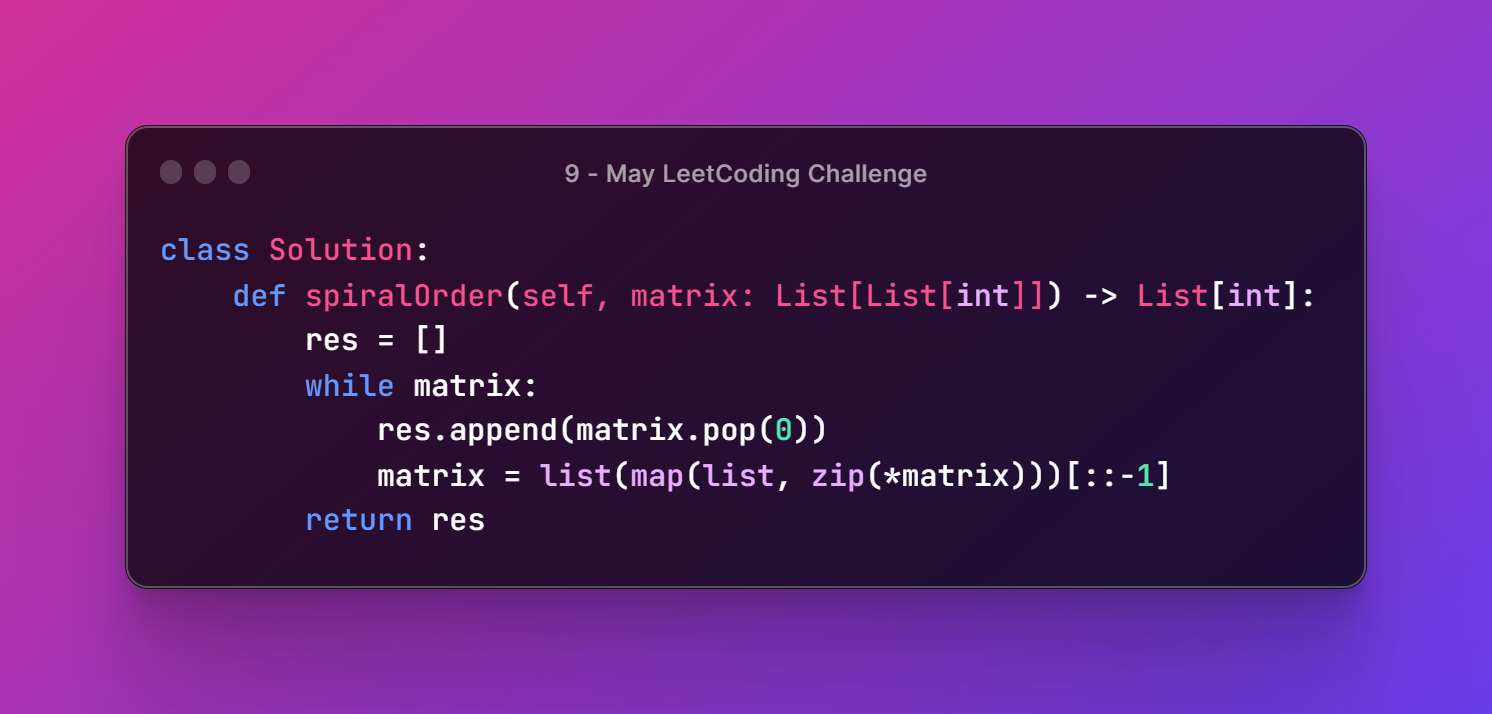 9 - May LeetCoding Challenge
class Solution:
    def spiralOrder(self, matrix: List[List[int]]) -> List[int]:
        res = []
        while matrix:
            res.append(matrix.pop(0))
            matrix = list(map(list, zip(*matrix)))[::-1]
        return res